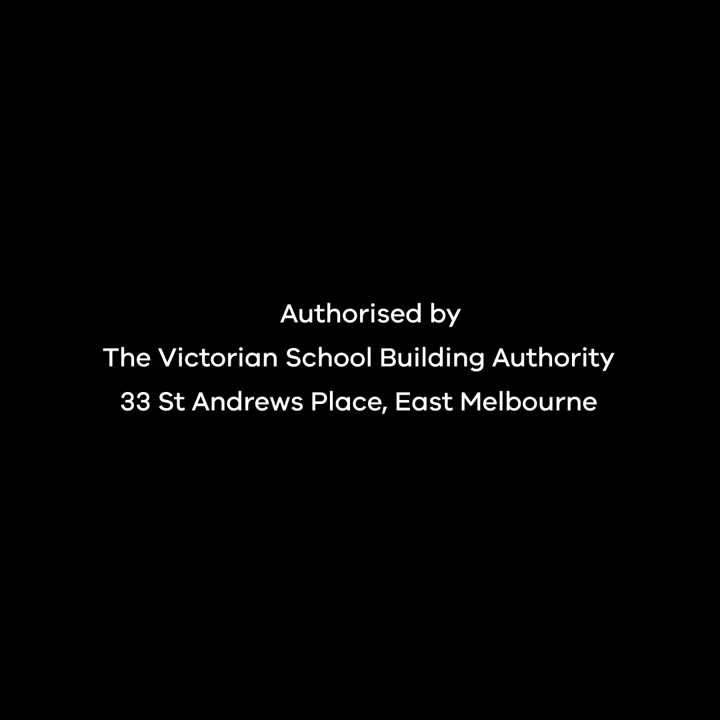 Authorised by
The Victorian School Building Authority
33 St Andrews Place, East Melbourne